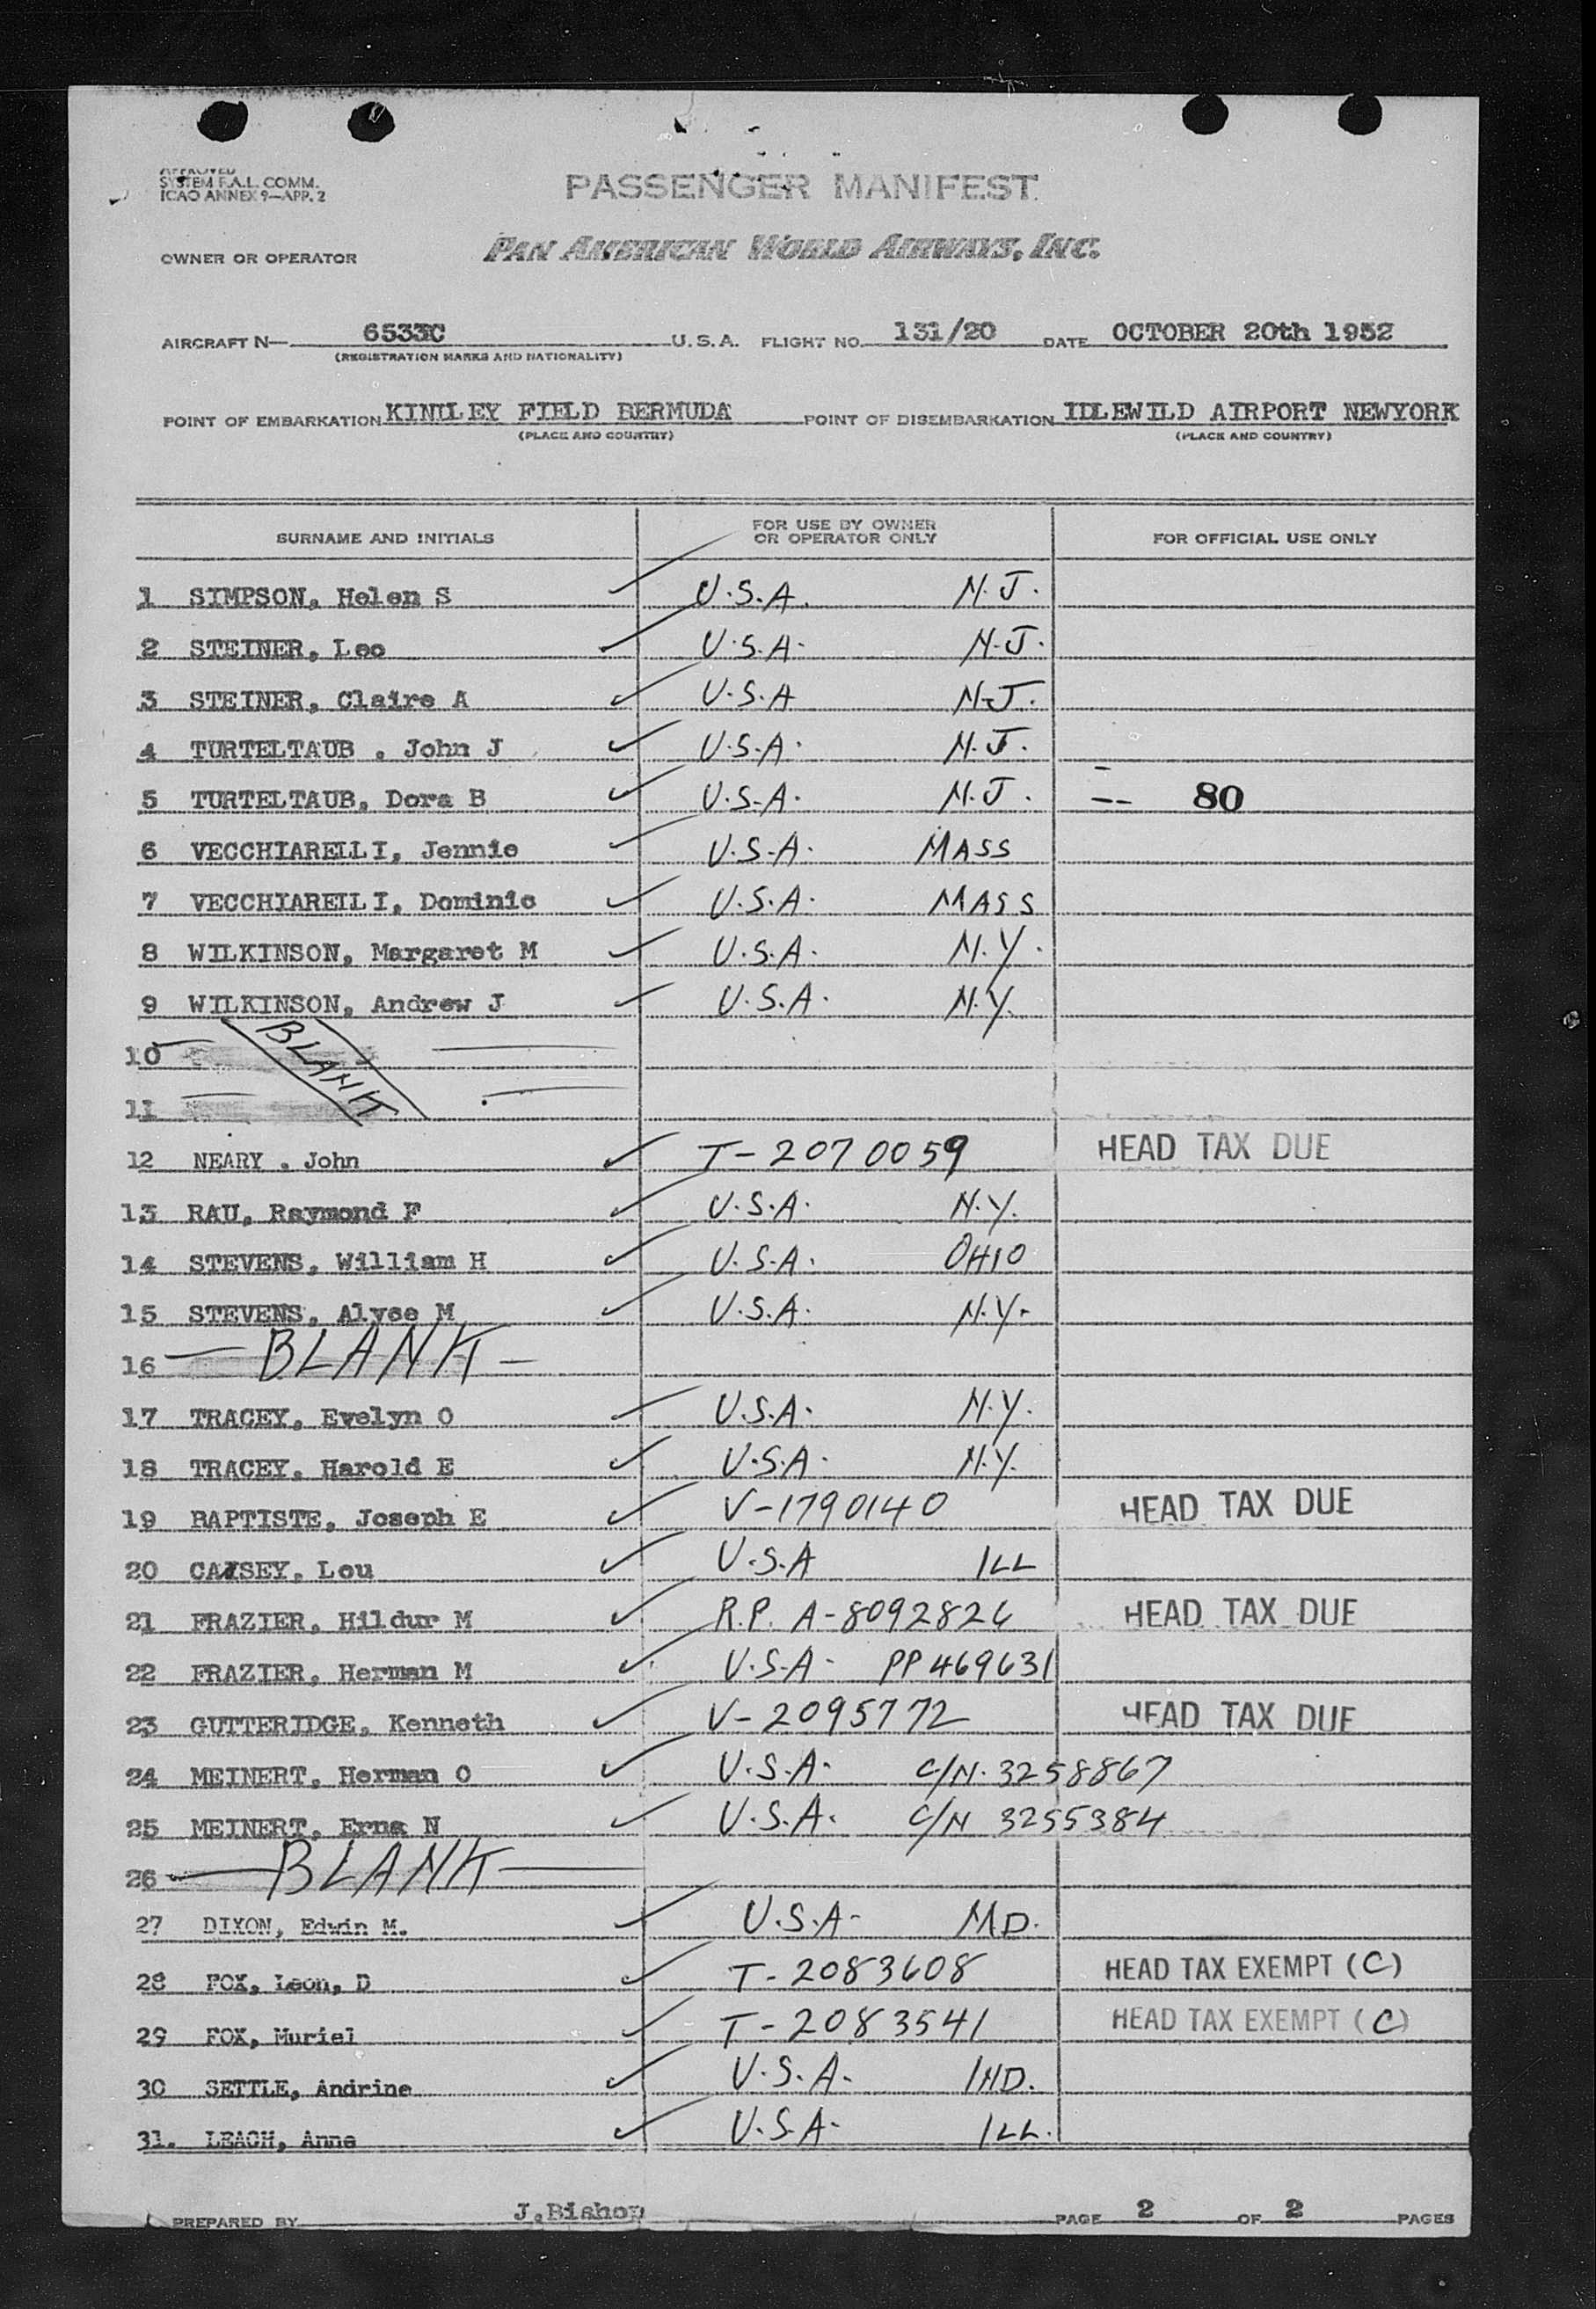 APPROVED
SYSTEM F.A.L. COMM.
ICAO ANNEX 9—APP. 2
PASSENGER MANIFEST
OWNER OR OPERATOR PAN AMERICAN WORLD AIRWAYS, INC.
AIRCRAFT N— 6533C U.S.A. FLIGHT NO. 131/20 DATE OCTOBER 20th 1952
(REGISTRATION MARKS AND NATIONALITY)
POINT OF EMBARKATION KINDLEY FIELD BERMUDA POINT OF DISEMBARKATION IDLEWILD AIRPORT NEWYORK
(PLACE AND COUNTRY) (PLACE AND COUNTRY)
SURNAME AND INITIALS FOR USE BY OWNER OR OPERATOR ONLY FOR OFFICIAL USE ONLY
1 SIMPSON, Helen S U.S.A. N.J.
2 STEINER, Leo U.S.A. N.J.
3 STEINER, Claire A U.S.A N.J.
4 TURTELTAUB . John J U.S.A. N.J.
5 TURTELTAUB, Dora B U.S.A. N.J. -- 80
6 VECCHIARELLI, Jennie U.S.A. MASS
7 VECCHIARELLI, Dominic U.S.A. MASS
8 WILKINSON, Margaret M U.S.A. N.Y.
9 WILKINSON, Andrew J U.S.A. N.Y.
10 BLANK
11
12 NEARY . John T-2070059 HEAD TAX DUE
13 RAU, Raymond F U.S.A. N.Y.
14 STEVENS, William H U.S.A. OHIO
15 STEVENS, Alyse M U.S.A. N.Y.
16 — BLANK —
17 TRACEY, Evelyn O U.S.A. N.Y.
18 TRACEY, Harold E U.S.A. N.Y.
19 BAPTISTE, Joseph E V-1790140 HEAD TAX DUE
20 CAUSEY, Lou U.S.A ILL
21 FRAZIER, Hildur M R.P. A-8092826 HEAD TAX DUE
22 FRAZIER, Herman M U.S.A- PP 469631
23 GUTTERIDGE, Kenneth V-2095772 HEAD TAX DUE
24 MEINERT, Herman O U.S.A. C/N. 3258867
25 MEINERT, Erna N U.S.A. C/N 3255384
26 — BLANK —
27 DIXON, Edwin M. U.S.A- MD.
28 FOX, Leon, D T-2083608 HEAD TAX EXEMPT (C)
29 FOX, Muriel T-2083541 HEAD TAX EXEMPT (C)
30 SETTLE, Andrine U.S.A. IND.
31. LEACH, Anne U.S.A- ILL.
PREPARED BY J.Bishop PAGE 2 OF 2 PAGES